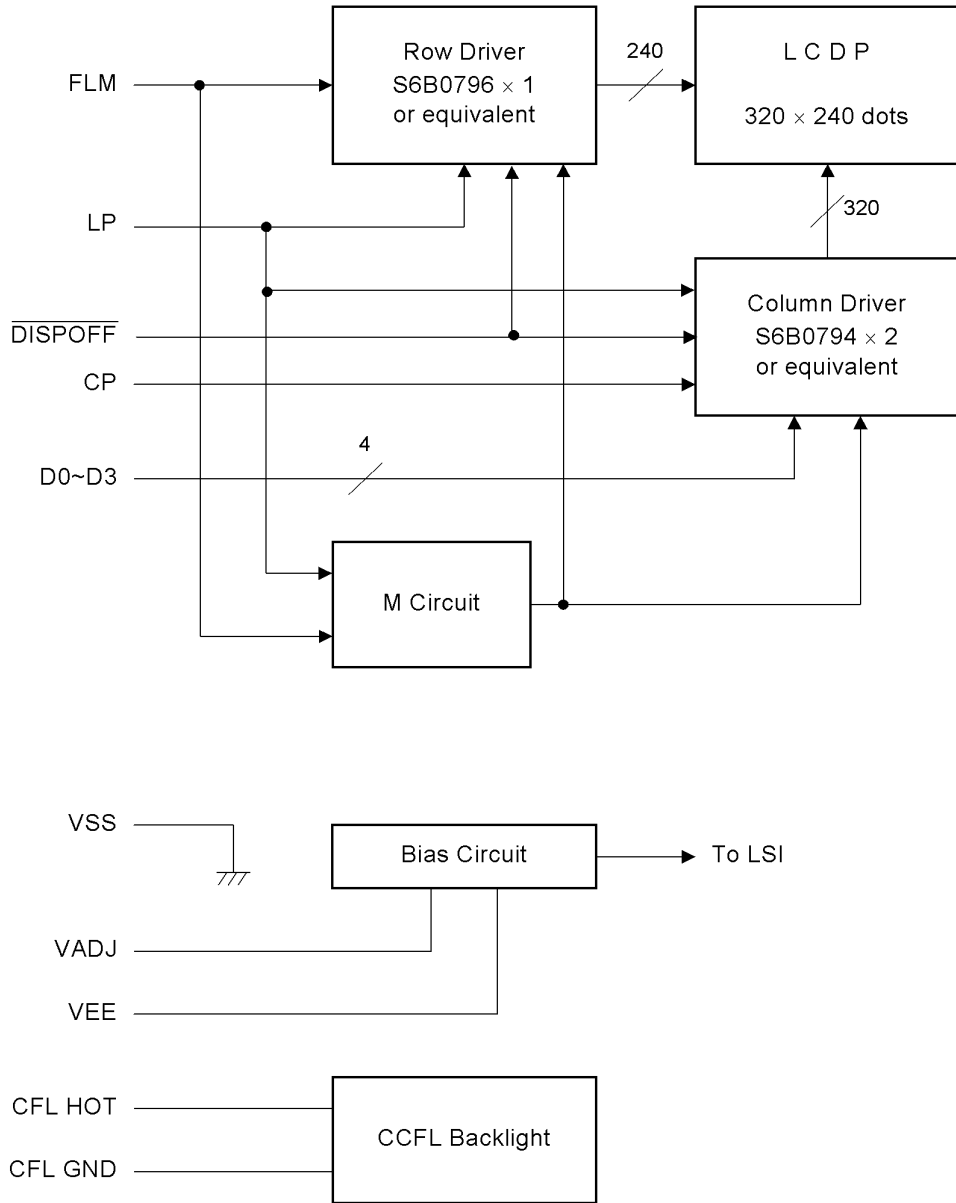 Row Driver
S6B0796 × 1
or equivalent
240
L C D P
320 × 240 dots
FLM
LP
320
Column Driver
S6B0794 × 2
or equivalent
DISPOFF
CP
4
D0~D3
M Circuit
VSS
Bias Circuit
To LSI
VADJ
VEE
CFL HOT
CCFL Backlight
CFL GND